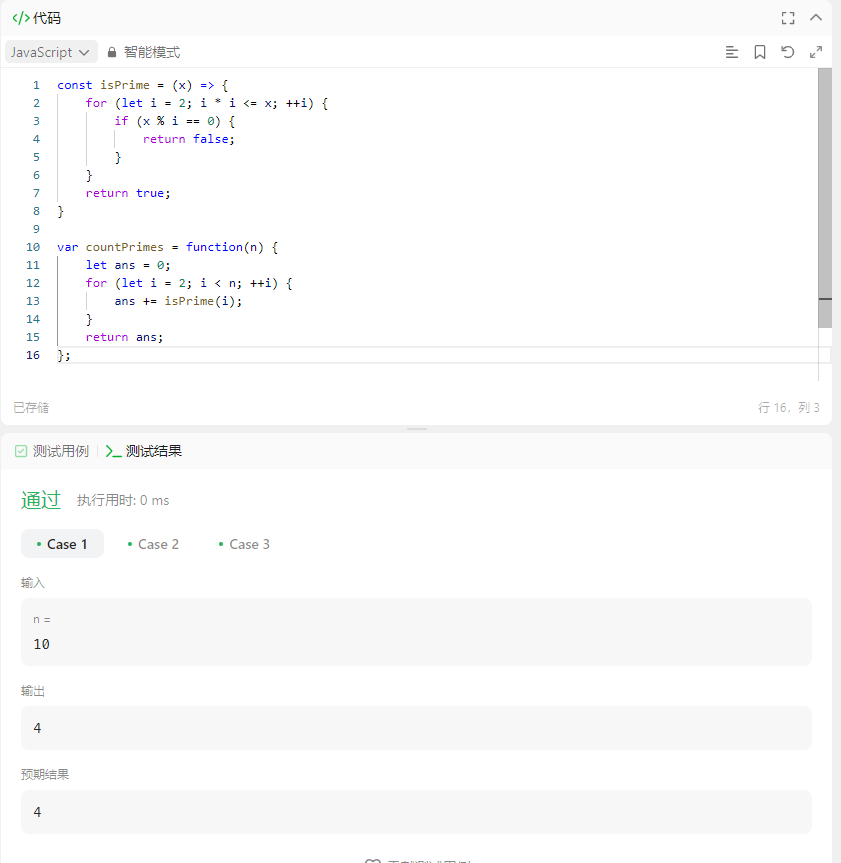 </> 代码
JavaScript 智能模式
1 const isPrime = (x) => {
2     for (let i = 2; i * i <= x; ++i) {
3         if (x % i == 0) {
4             return false;
5         }
6     }
7     return true;
8 }
9
10 var countPrimes = function(n) {
11     let ans = 0;
12     for (let i = 2; i < n; ++i) {
13         ans += isPrime(i);
14     }
15     return ans;
16 };
已存储 行 16, 列 3
测试用例 >_ 测试结果
通过 执行用时: 0 ms
• Case 1 • Case 2 • Case 3
输入
n =
10
输出
4
预期结果
4